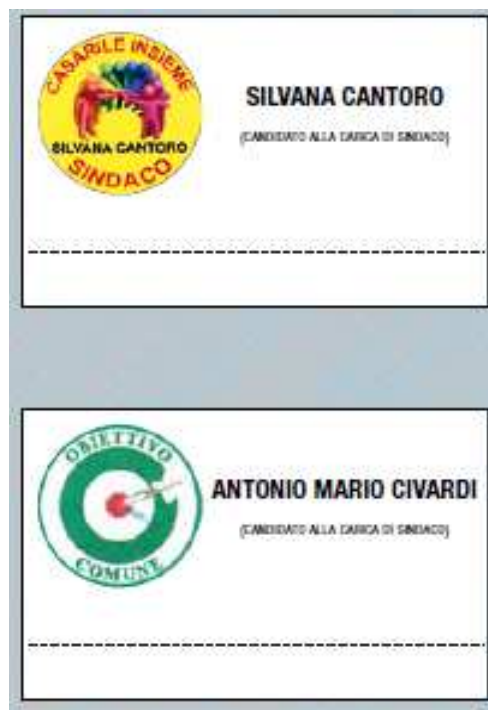 CASARILE INSIEME
SILVANA CANTORO
SINDACO
SILVANA CANTORO
(CANDIDATO ALLA CARICA DI SINDACO)
OBIETTIVO
COMUNE
ANTONIO MARIO CIVARDI
(CANDIDATO ALLA CARICA DI SINDACO)